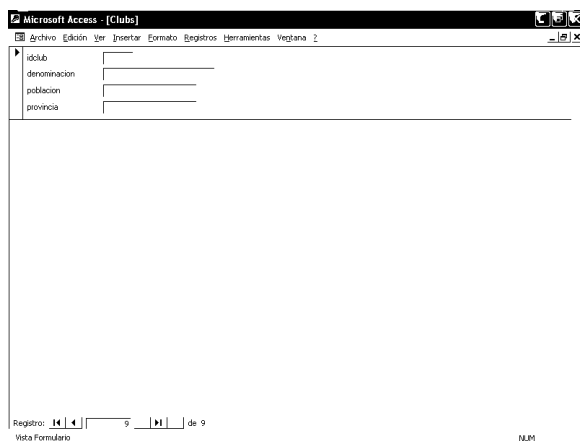 Microsoft Access - [Clubs]
Archivo Edición Ver Insertar Formato Registros Herramientas Ventana ?
idclub
denominacion
poblacion
provincia
Registro: 9 de 9
Vista Formulario NUM